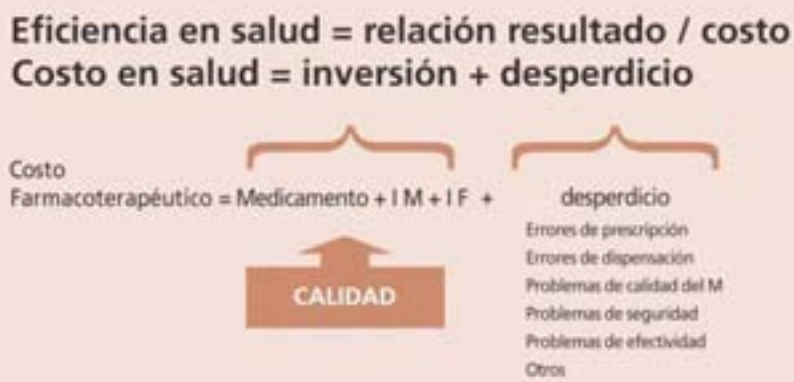 Eficiencia en salud = relación resultado / costo
Costo en salud = inversión + desperdicio
Costo
Farmacoterapéutico = Medicamento + I M + I F + desperdicio
CALIDAD
Errores de prescripción
Errores de dispensación
Problemas de calidad del M
Problemas de seguridad
Problemas de efectividad
Otros